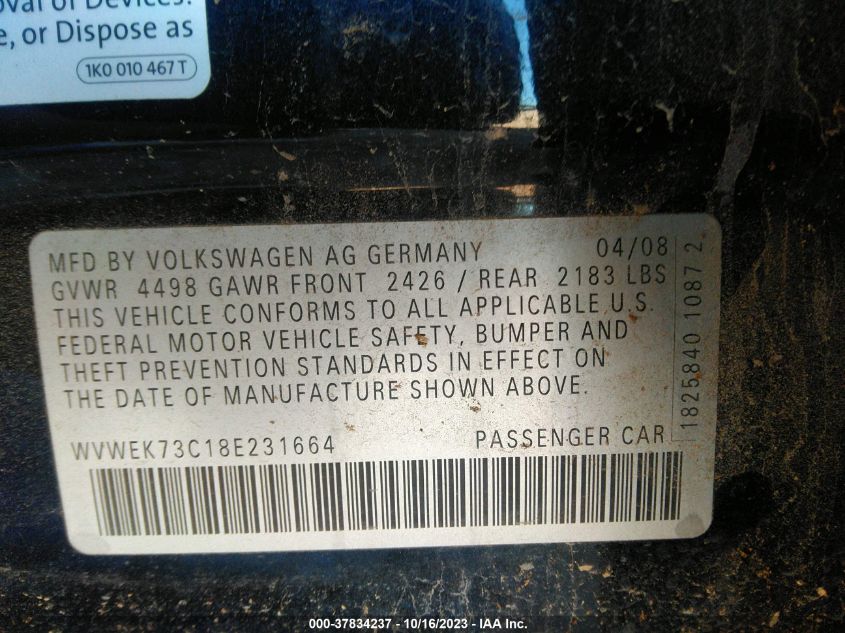 oval of Devices.
e, or Dispose as
1K0 010 467 T
MFD BY VOLKSWAGEN AG GERMANY 04/08
GVWR 4498 GAWR FRONT 2426 / REAR 2183 LBS
THIS VEHICLE CONFORMS TO ALL APPLICABLE U.S.
FEDERAL MOTOR VEHICLE SAFETY, BUMPER AND
THEFT PREVENTION STANDARDS IN EFFECT ON
THE DATE OF MANUFACTURE SHOWN ABOVE.
WVWEK73C18E231664 PASSENGER CAR
1825840 1087 2
000-37834237 - 10/16/2023 - IAA Inc.